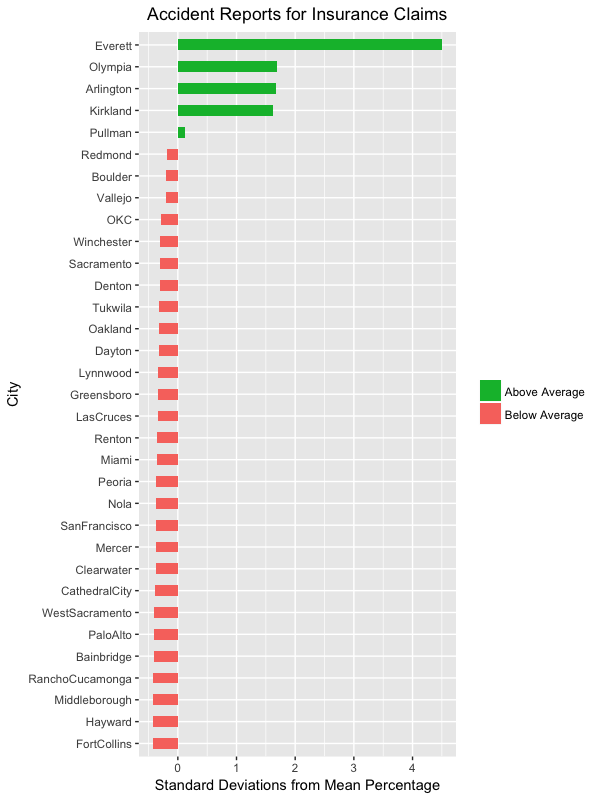 Accident Reports for Insurance Claims
City
Everett
Olympia
Arlington
Kirkland
Pullman
Redmond
Boulder
Vallejo
OKC
Winchester
Sacramento
Denton
Tukwila
Oakland
Dayton
Lynnwood
Greensboro
LasCruces
Renton
Miami
Peoria
Nola
SanFrancisco
Mercer
Clearwater
CathedralCity
WestSacramento
PaloAlto
Bainbridge
RanchoCucamonga
Middleborough
Hayward
FortCollins
0 1 2 3 4
Standard Deviations from Mean Percentage
Above Average
Below Average